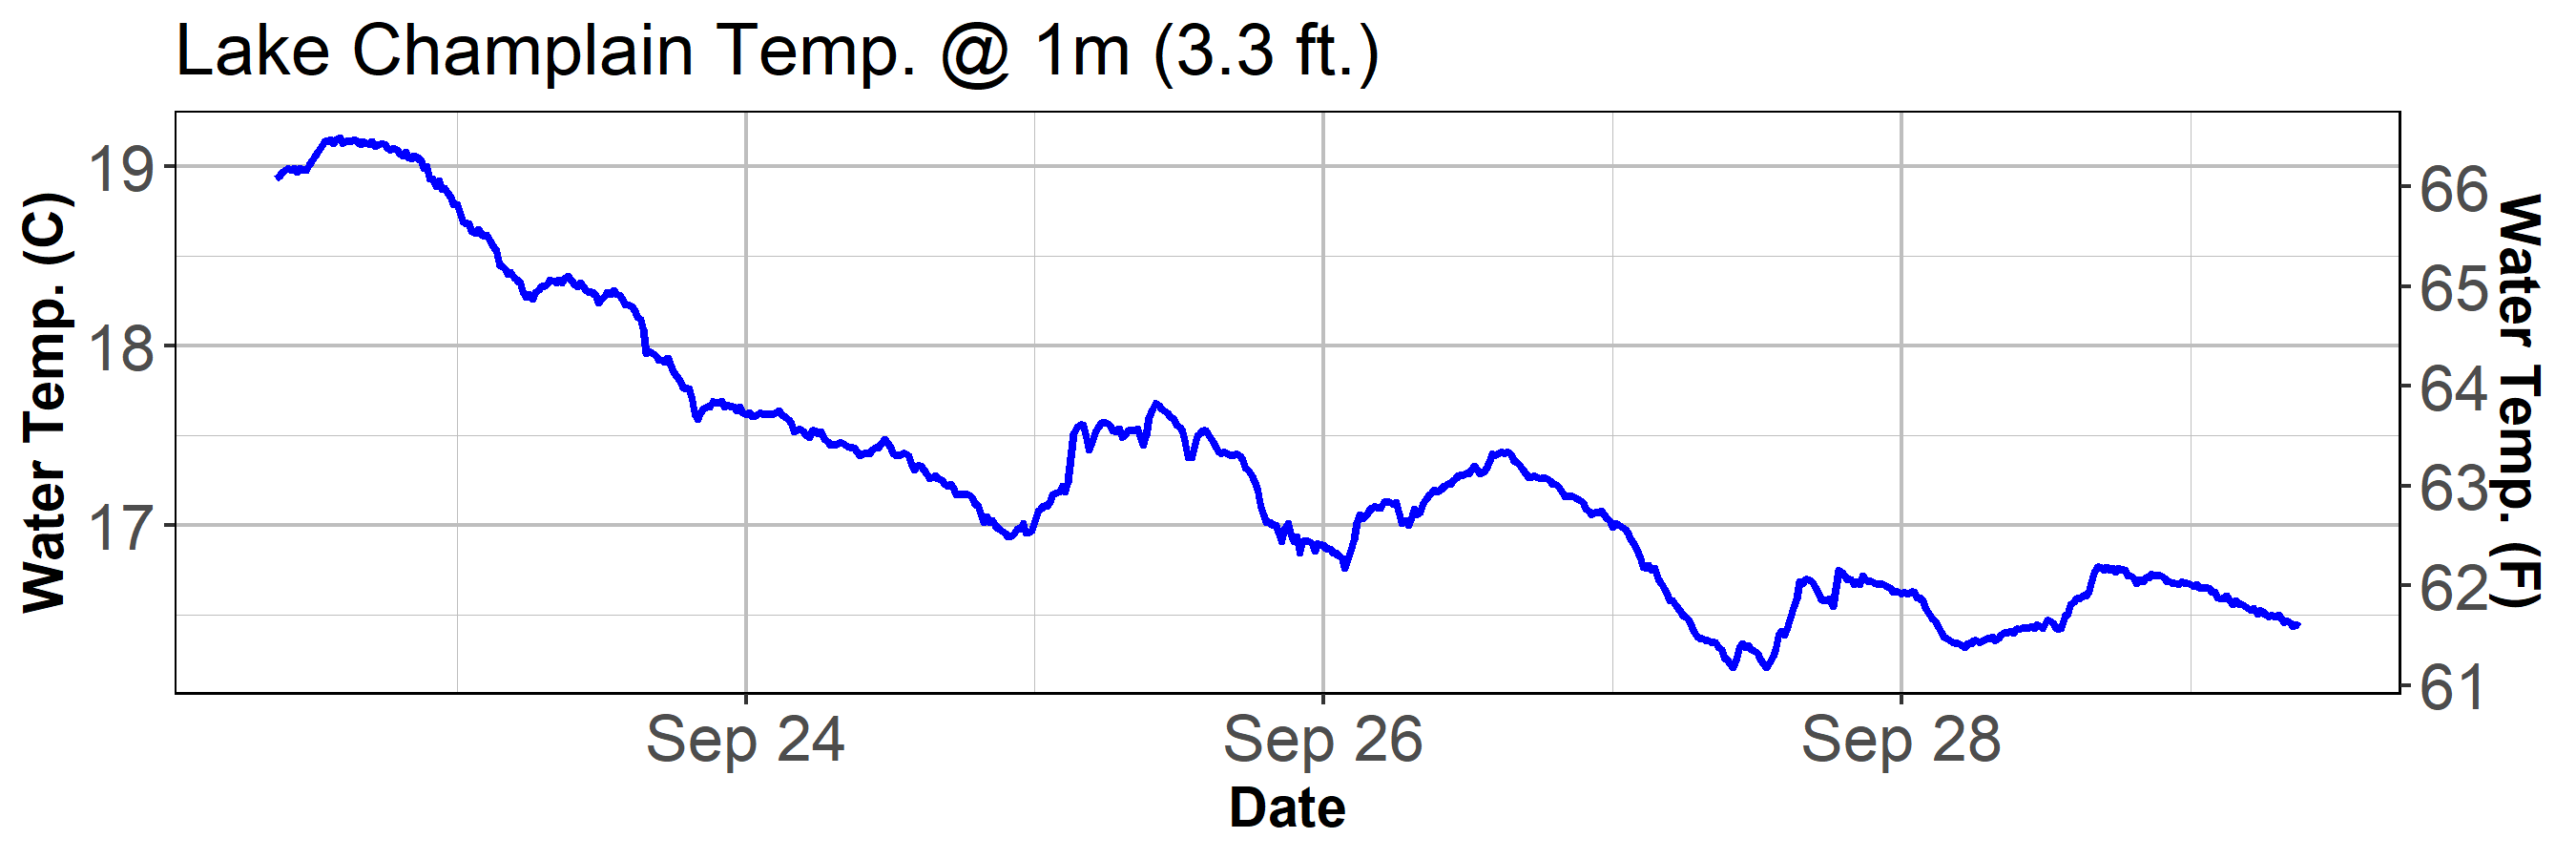 Lake Champlain Temp. @ 1m (3.3 ft.)
Water Temp. (C)
19
18
17
66
65
64
63
62
61
Water Temp. (F)
Sep 24
Sep 26
Sep 28
Date